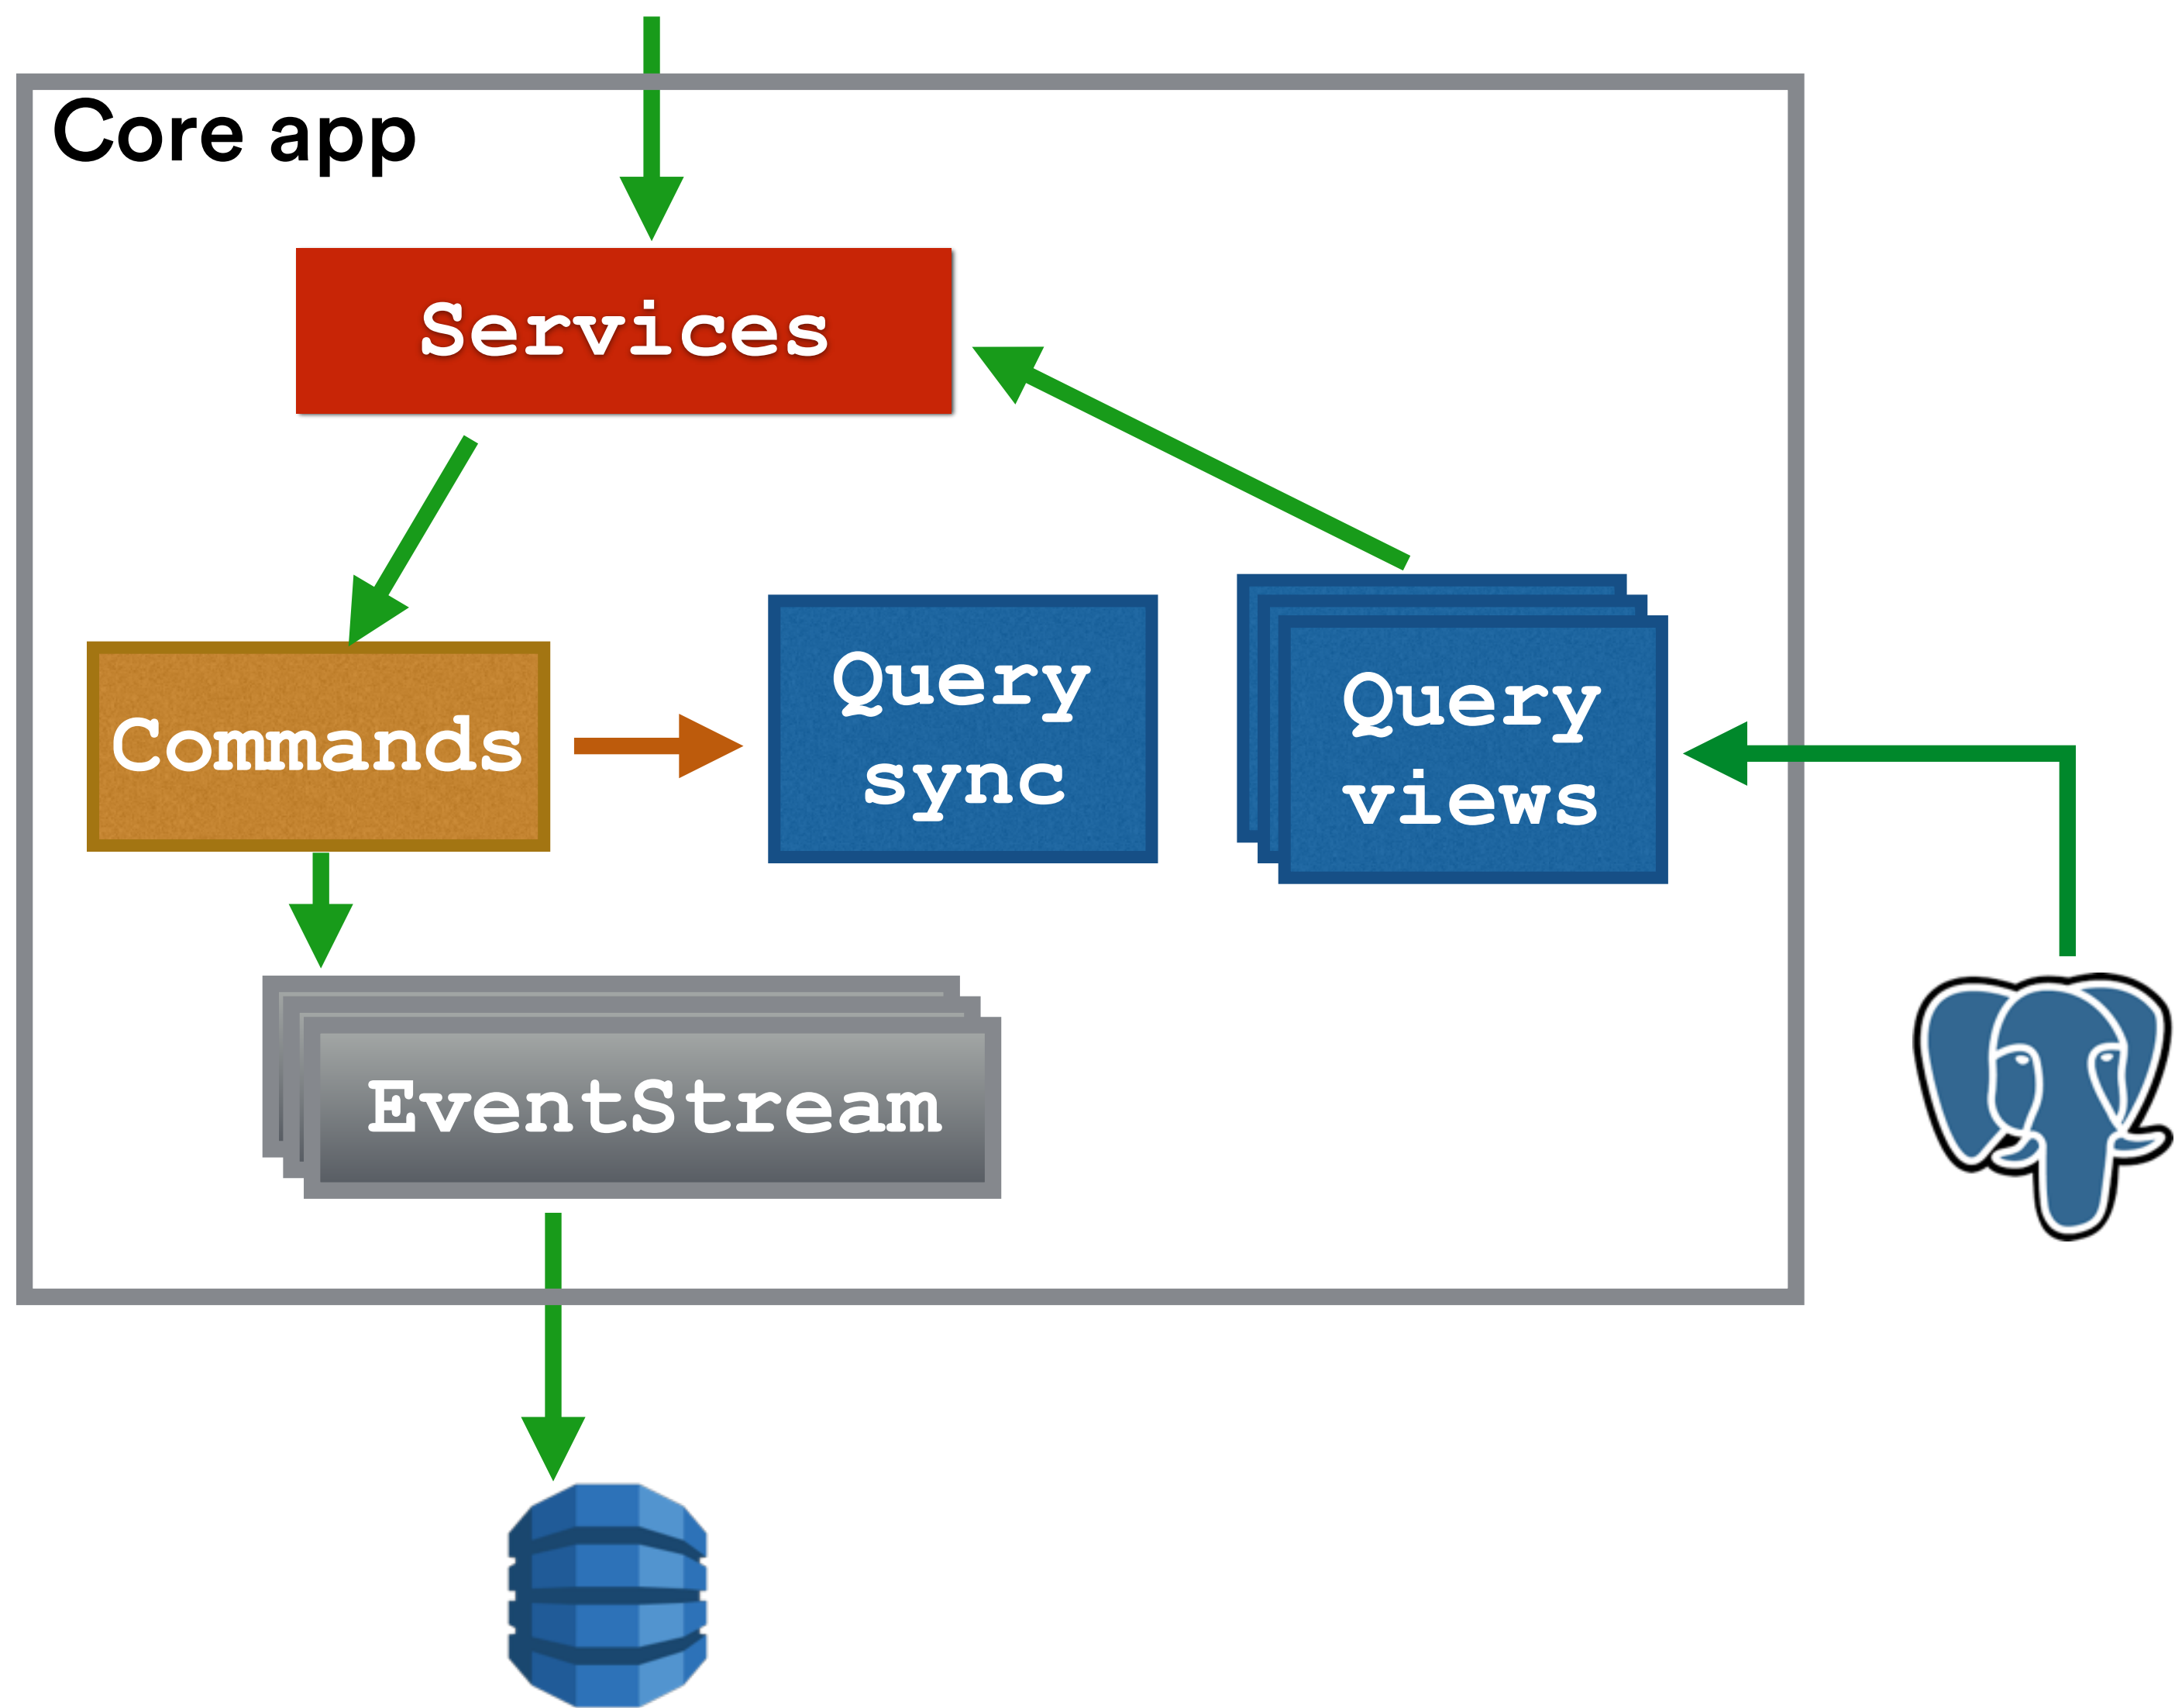 Core app
Services
Commands
Query
sync
Query
views
EventStream